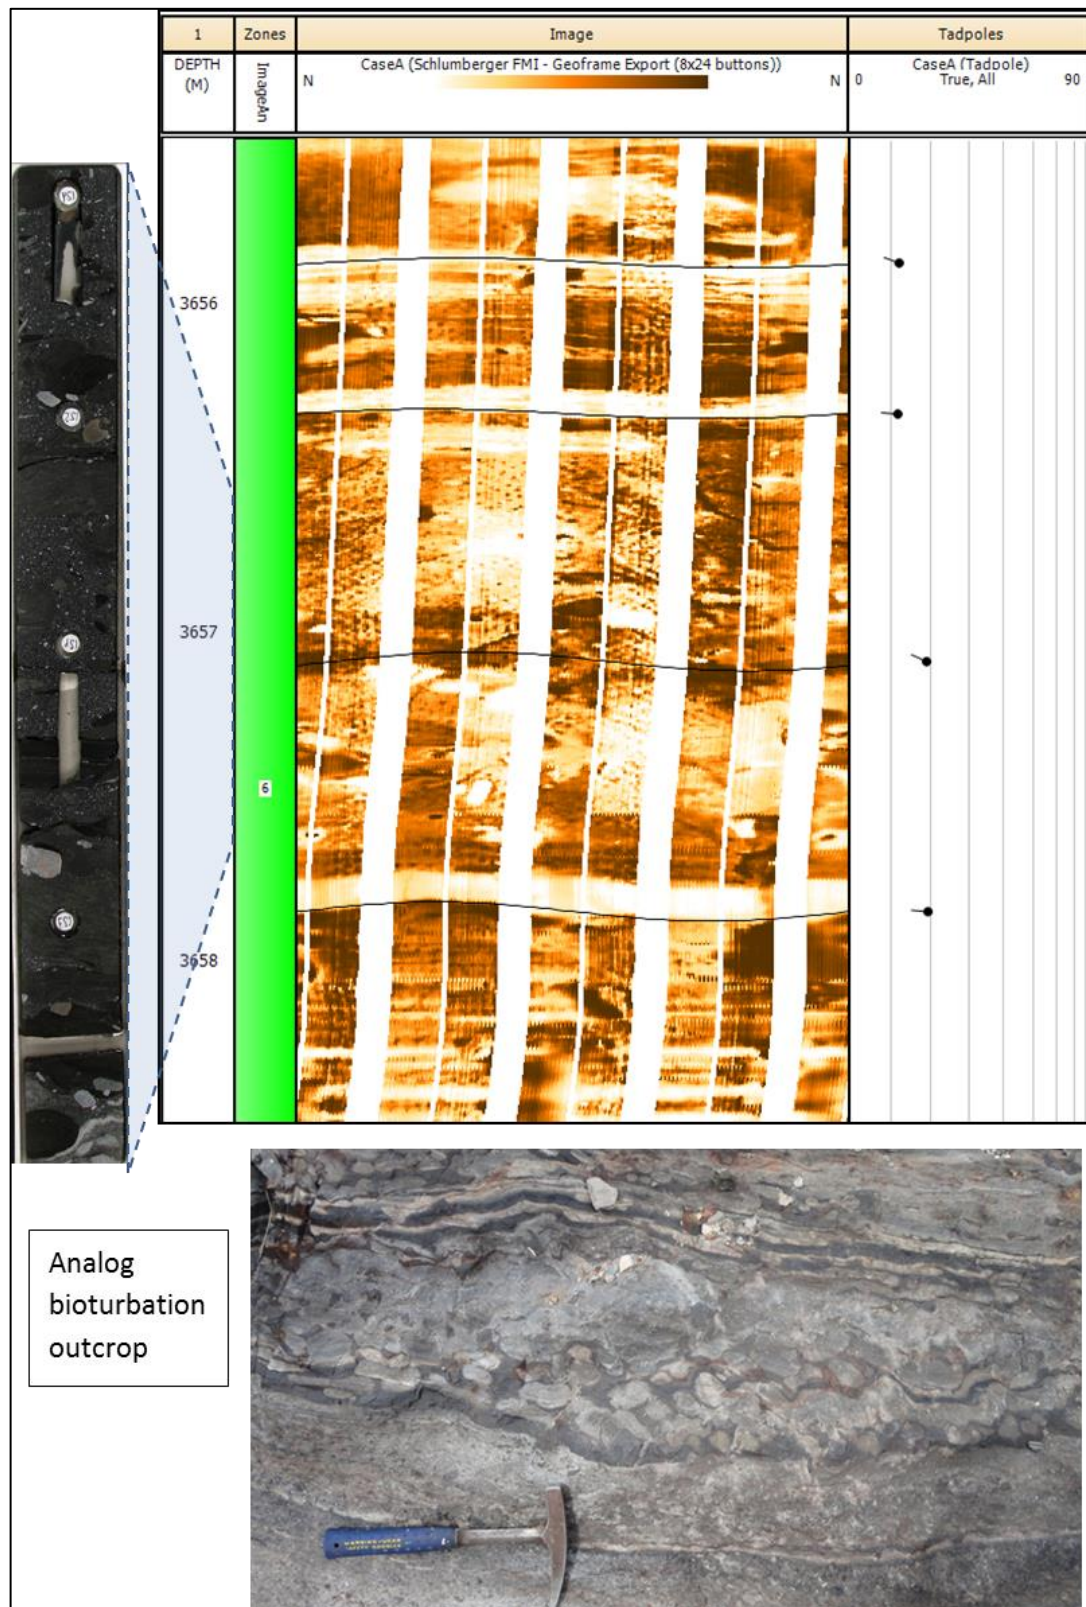 1
Zones
Image
Tadpoles
DEPTH
(M)
ImageAn
CaseA (Schlumberger FMI - Geoframe Export (8x24 buttons))
N
N
CaseA (Tadpole)
0
True, All
90
3656
3657
6
3658
Analog
bioturbation
outcrop